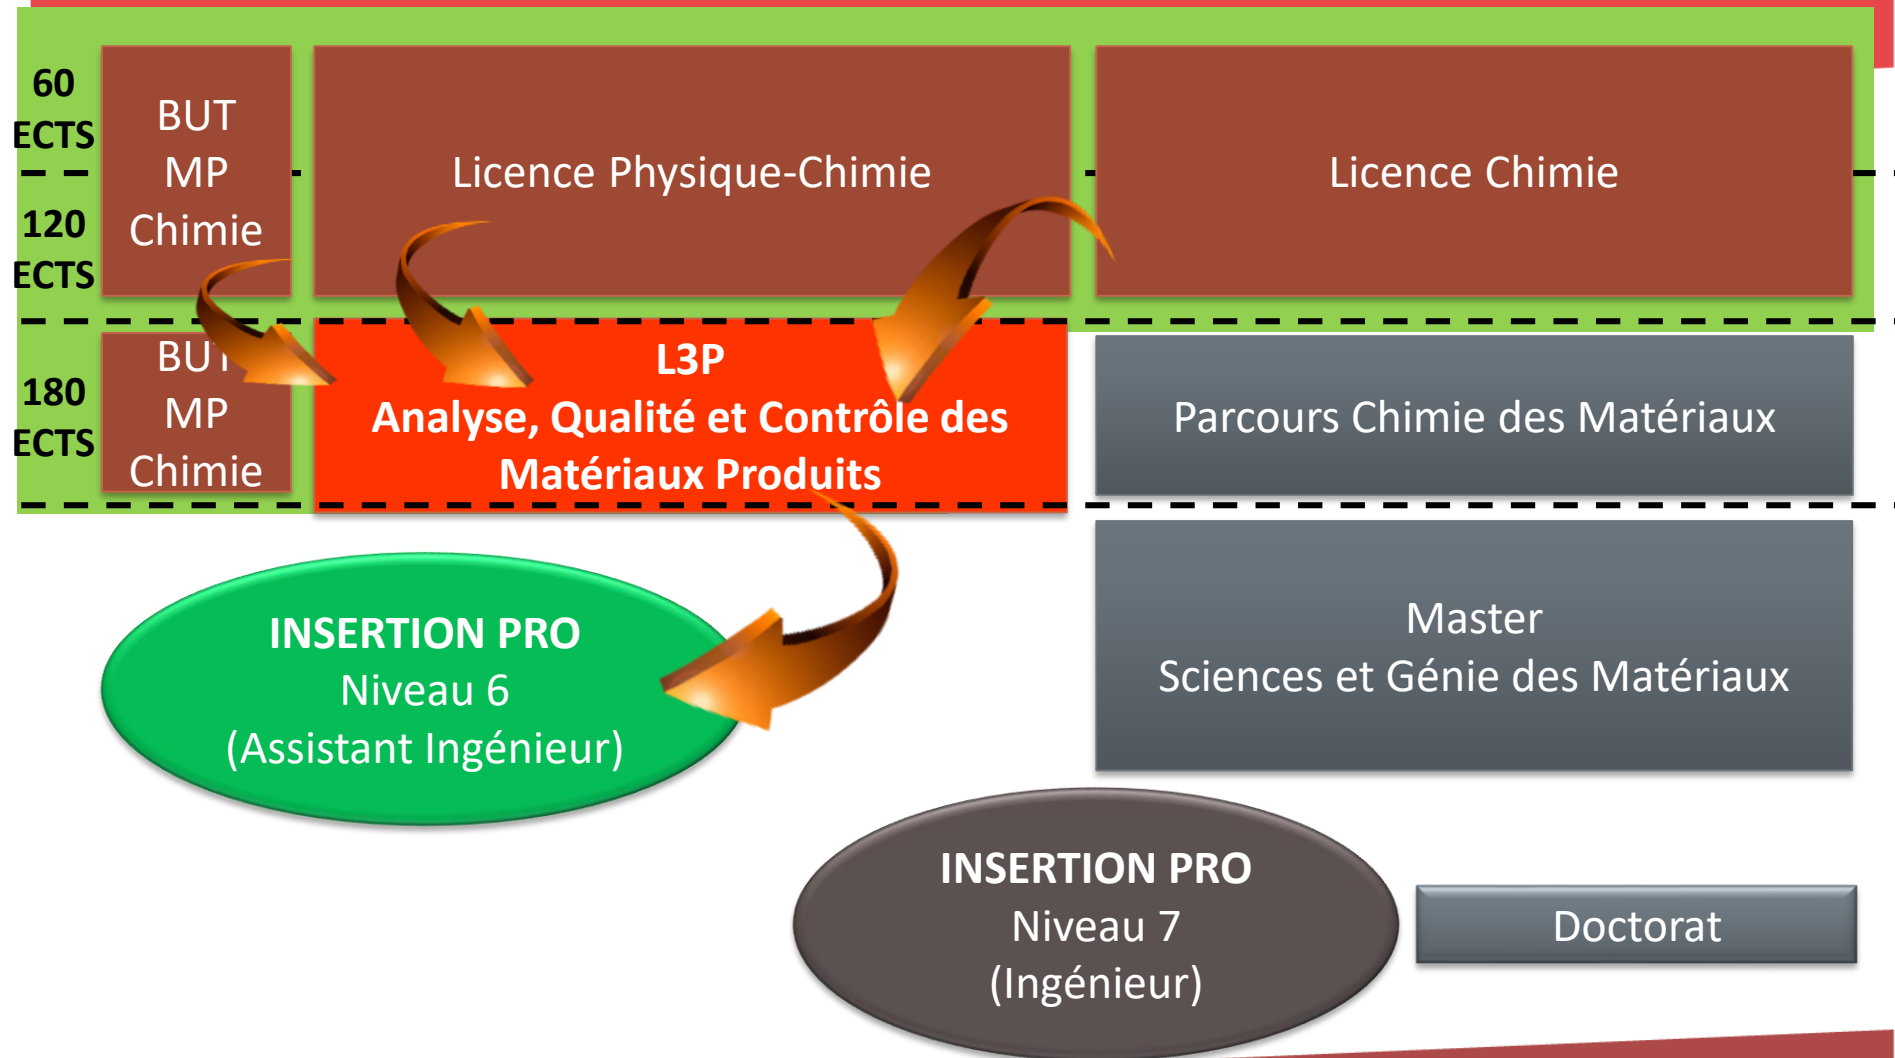 60
ECTS
120
ECTS
BUT
MP
Chimie
Licence Physique-Chimie
Licence Chimie
180
ECTS
BUT
MP
Chimie
L3P
Analyse, Qualité et Contrôle des
Matériaux Produits
Parcours Chimie des Matériaux
INSERTION PRO
Niveau 6
(Assistant Ingénieur)
Master
Sciences et Génie des Matériaux
INSERTION PRO
Niveau 7
(Ingénieur)
Doctorat